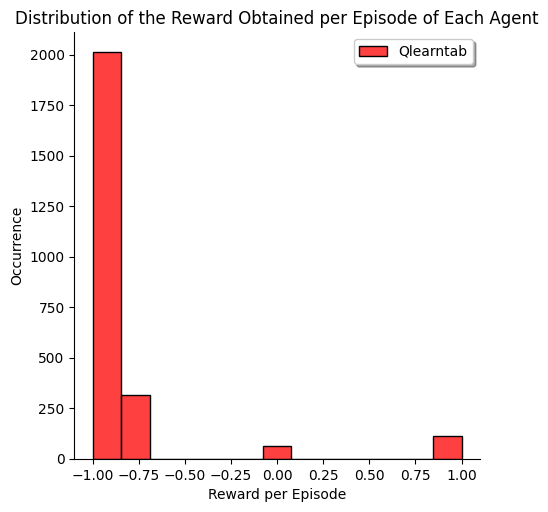 Distribution of the Reward Obtained per Episode of Each Agent
Qlearntab
2000
1750
1500
1250
1000
750
500
250
0
Occurrence
−1.00 −0.75 −0.50 −0.25 0.00 0.25 0.50 0.75 1.00
Reward per Episode